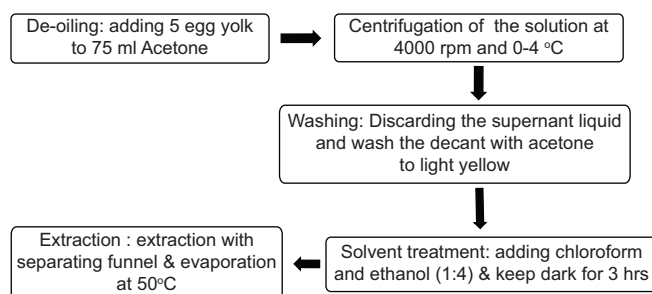 De-oiling: adding 5 egg yolk
to 75 ml Acetone
Centrifugation of the solution at
4000 rpm and 0-4 °C
Washing: Discarding the supernant liquid
and wash the decant with acetone
to light yellow
Solvent treatment: adding chloroform
and ethanol (1:4) & keep dark for 3 hrs
Extraction : extraction with
separating funnel & evaporation
at 50°C